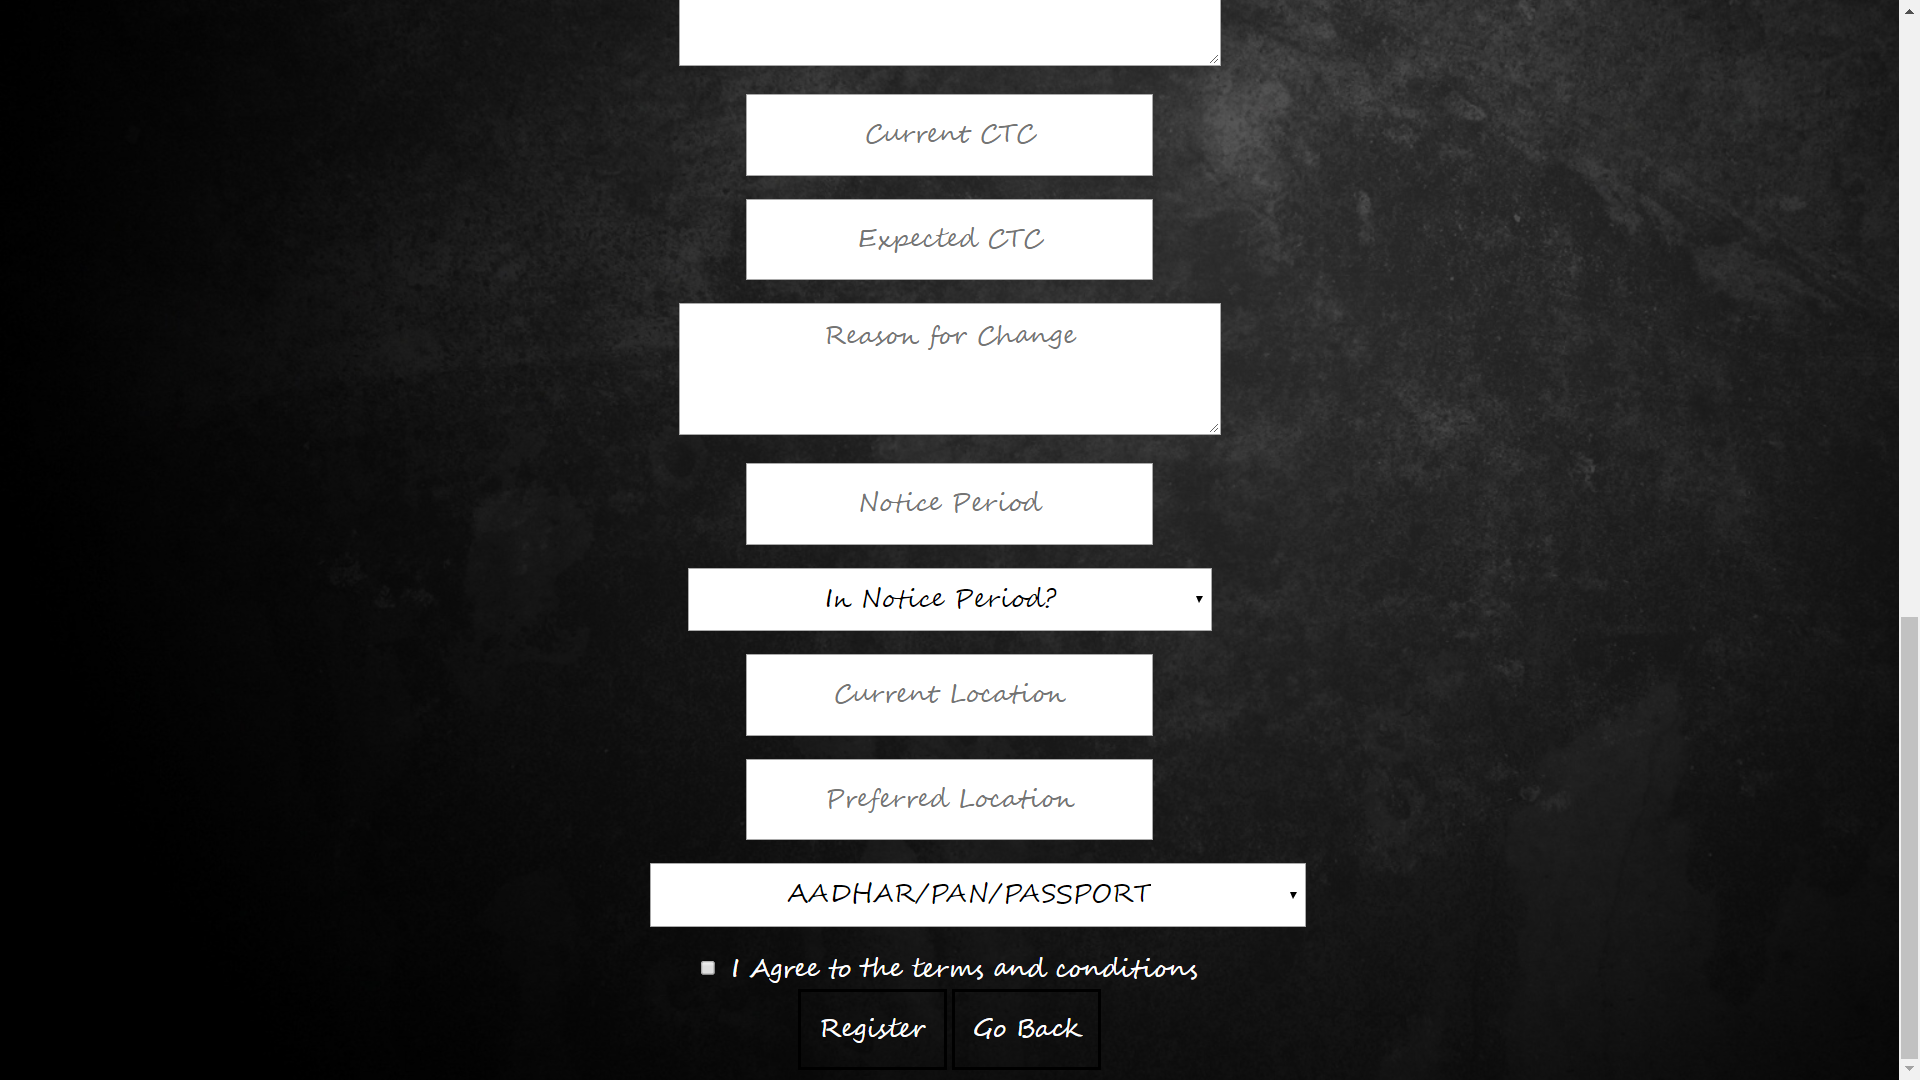 Current CTC
Expected CTC
Reason for Change
Notice Period
In Notice Period?
Current Location
Preferred Location
AADHAR/PAN/PASSPORT
I Agree to the terms and conditions
Register Go Back